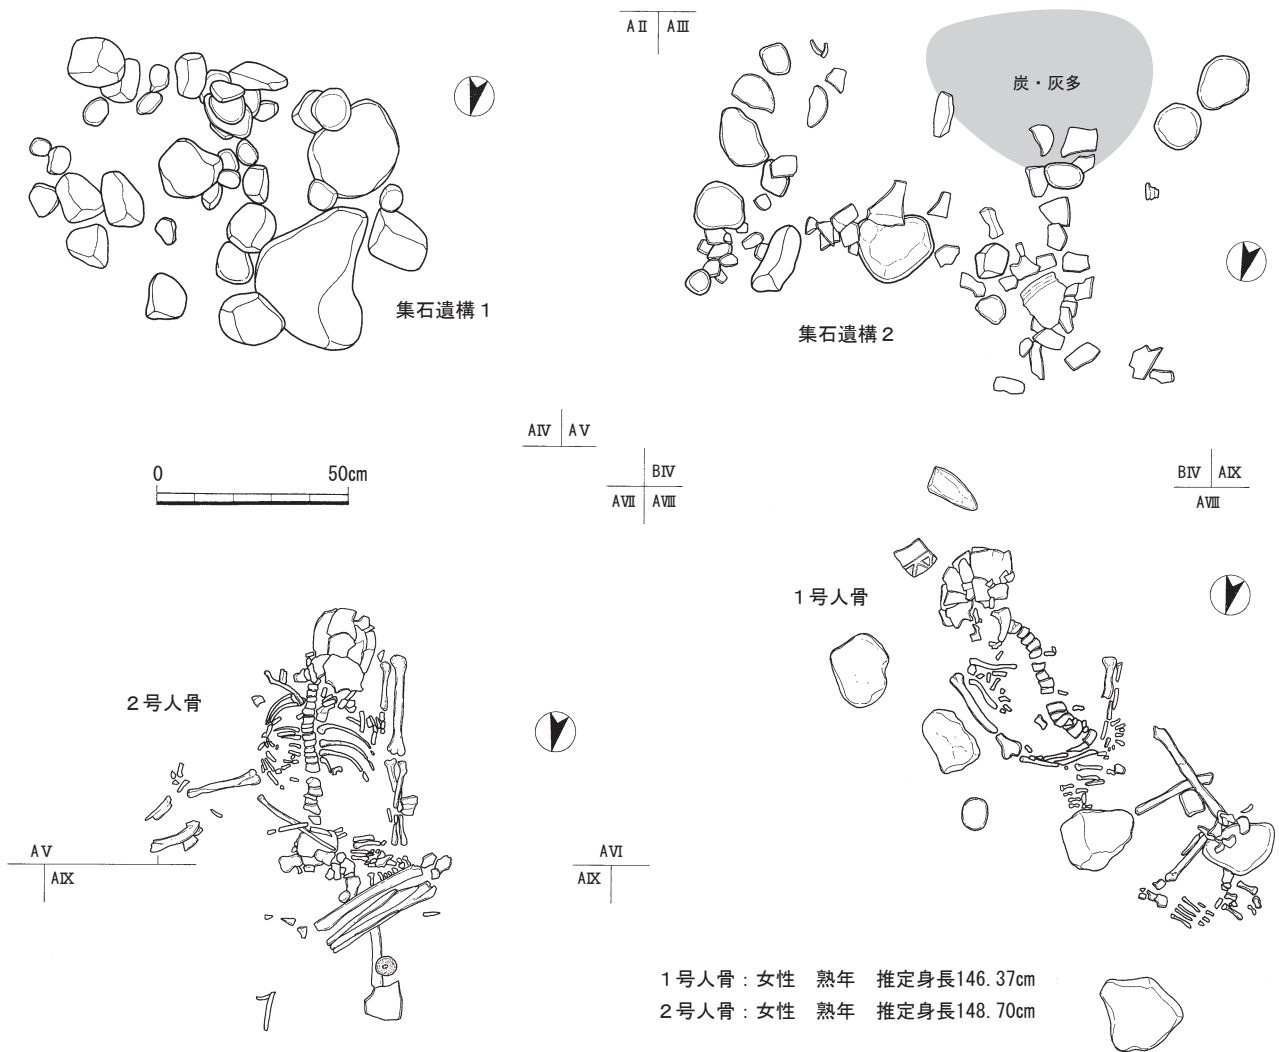 AⅡ AⅢ
炭・灰多
集石遺構1
集石遺構2
AⅣ AⅤ
0 50cm
BⅣ
AⅦ AⅧ
BⅣ AⅨ
AⅧ
1号人骨
2号人骨
AⅤ
AⅨ
AⅥ
AⅨ
1号人骨：女性 熟年 推定身長146.37cm
2号人骨：女性 熟年 推定身長148.70cm